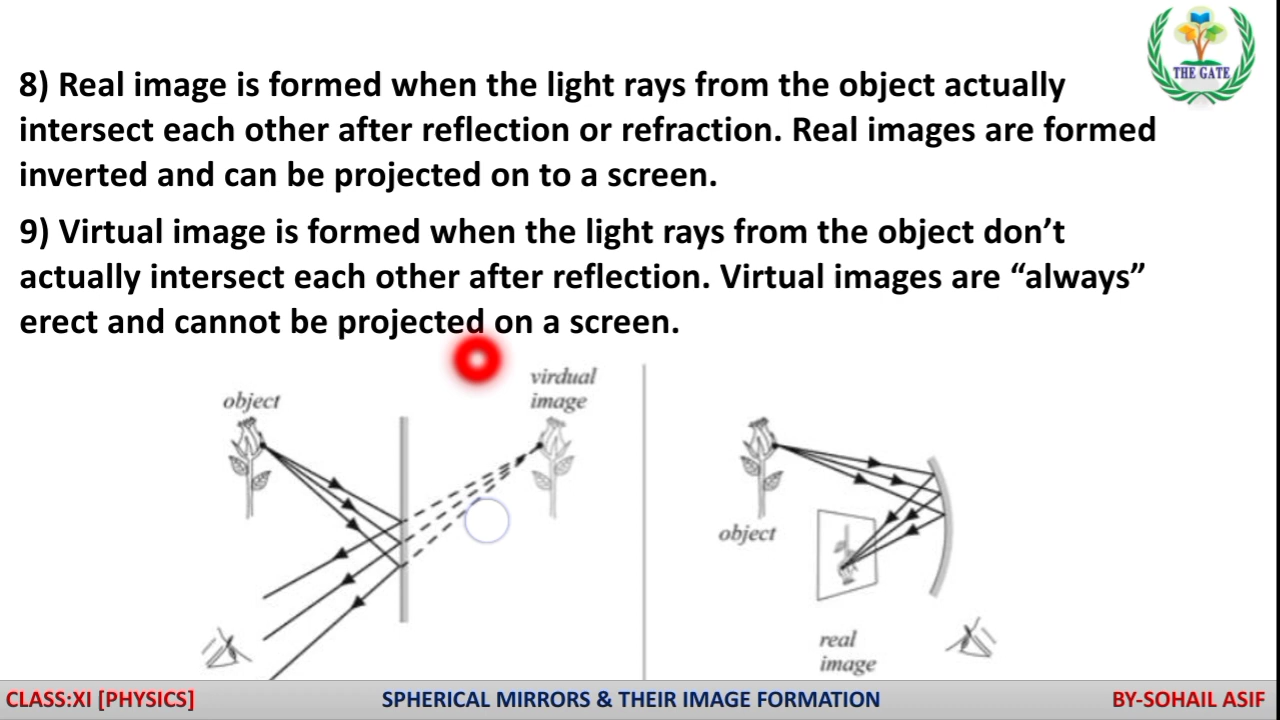 THE GATE
8) Real image is formed when the light rays from the object actually
intersect each other after reflection or refraction. Real images are formed
inverted and can be projected on to a screen.
9) Virtual image is formed when the light rays from the object don’t
actually intersect each other after reflection. Virtual images are “always”
erect and cannot be projected on a screen.
object
virdual
image
object
real
image
CLASS:XI [PHYSICS]
SPHERICAL MIRRORS & THEIR IMAGE FORMATION
BY-SOHAIL ASIF